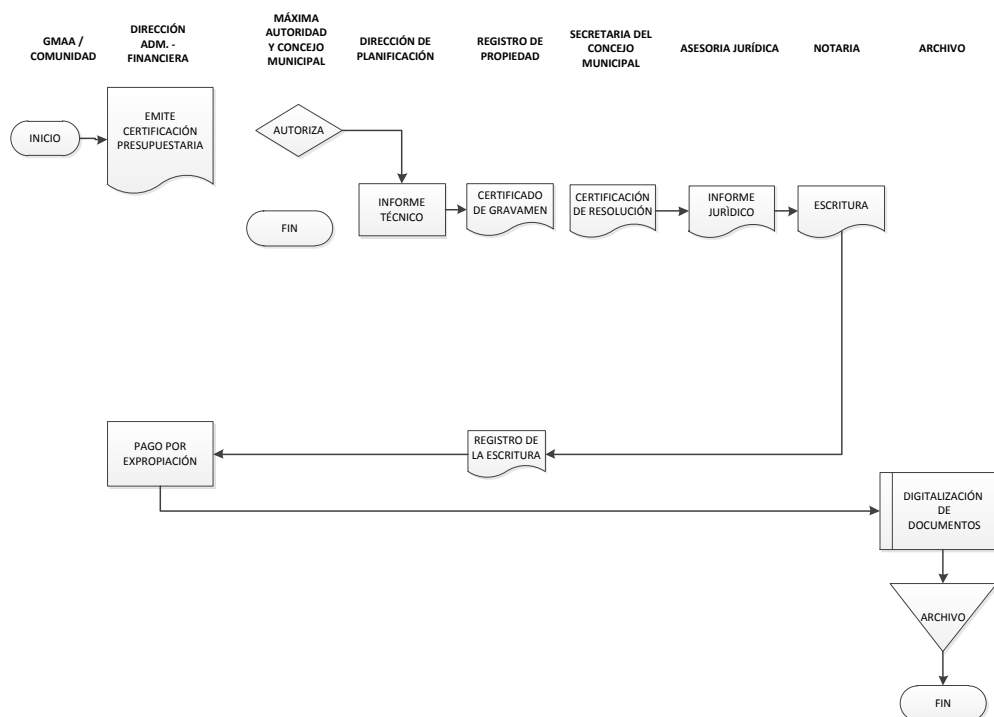 GMAA /
COMUNIDAD
DIRECCIÓN
ADM. -
FINANCIERA
MÁXIMA
AUTORIDAD
Y CONCEJO
MUNICIPAL
DIRECCIÓN DE
PLANIFICACIÓN
REGISTRO DE
PROPIEDAD
SECRETARIA DEL
CONCEJO
MUNICIPAL
ASESORIA JURÍDICA
NOTARIA
ARCHIVO
INICIO
EMITE
CERTIFICACIÓN
PRESUPUESTARIA
AUTORIZA
FIN
INFORME
TÉCNICO
CERTIFICADO
DE GRAVAMEN
CERTIFICACIÓN
DE RESOLUCIÓN
INFORME
JURÌDICO
ESCRITURA
PAGO POR
EXPROPIACIÓN
REGISTRO DE
LA ESCRITURA
DIGITALIZACIÓN
DE
DOCUMENTOS
ARCHIVO
FIN